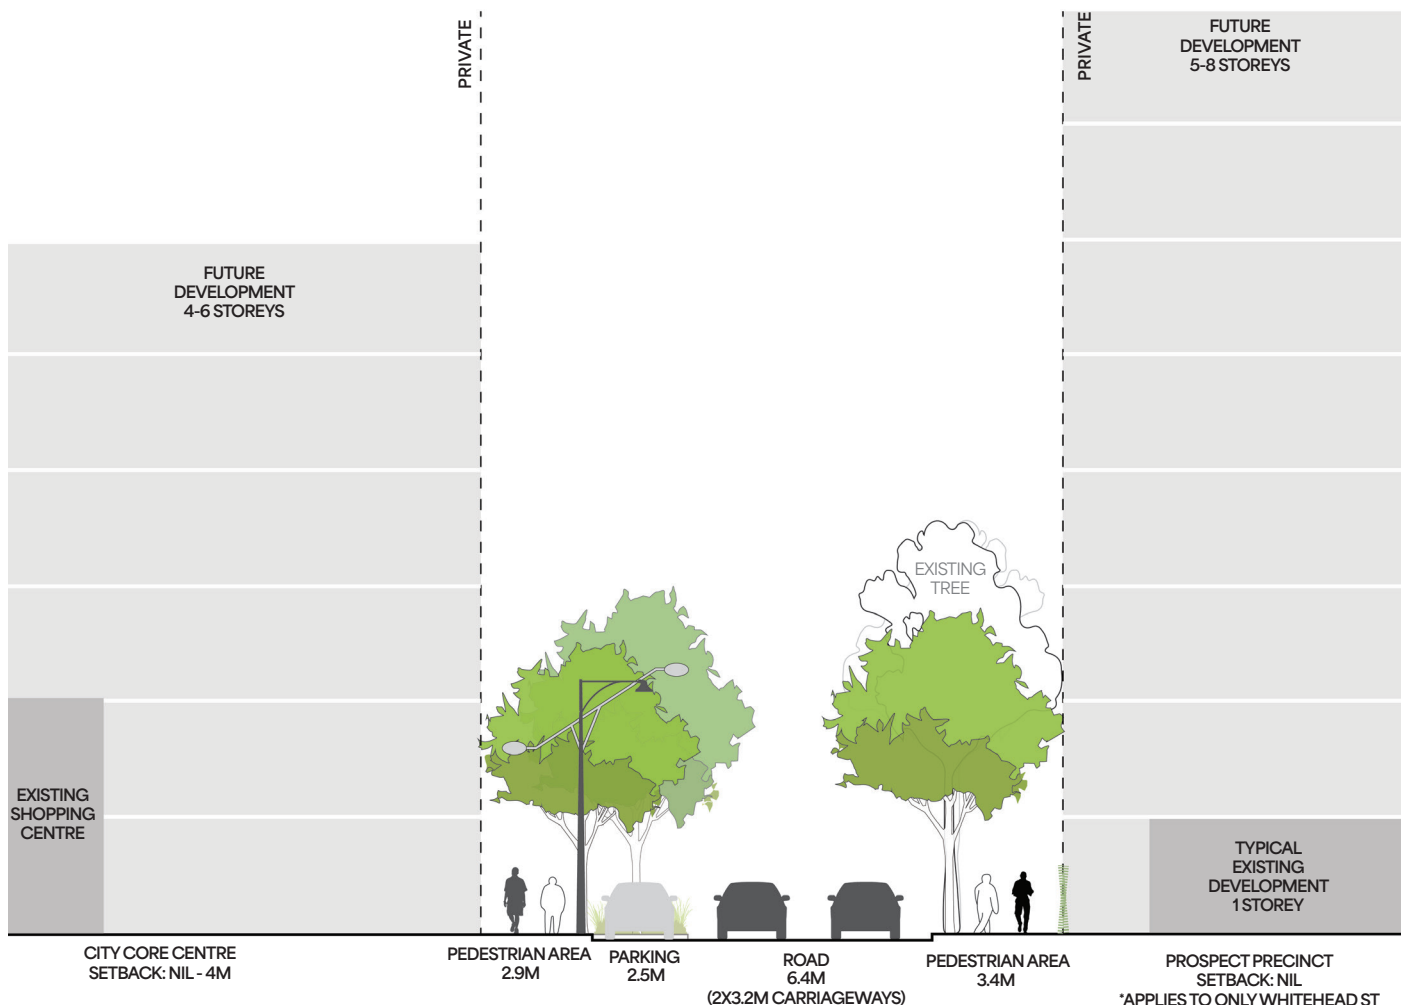 PRIVATE
PRIVATE
FUTURE
DEVELOPMENT
5-8 STOREYS
FUTURE
DEVELOPMENT
4-6 STOREYS
EXISTING
TREE
EXISTING
SHOPPING
CENTRE
TYPICAL
EXISTING
DEVELOPMENT
1 STOREY
CITY CORE CENTRE
SETBACK: NIL - 4M
PEDESTRIAN AREA
2.9M
PARKING
2.5M
ROAD
6.4M
(2X3.2M CARRIAGEWAYS)
PEDESTRIAN AREA
3.4M
PROSPECT PRECINCT
SETBACK: NIL
*APPLIES TO ONLY WHITEHEAD ST